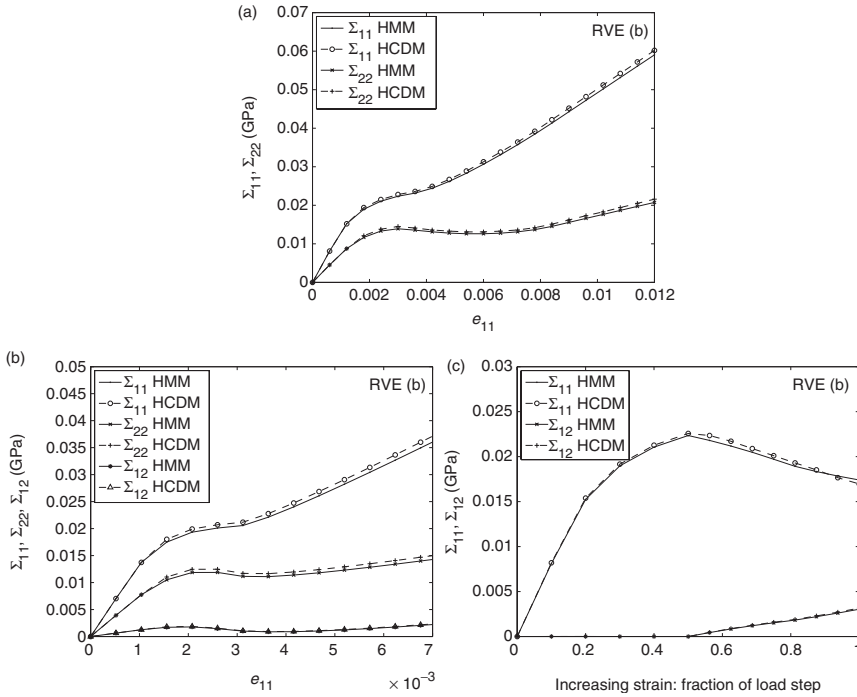 (a)
0.07
0.06
0.05
0.04
0.03
0.02
0.01
0
Σ11, Σ22 (GPa)
Σ11 HMM
Σ11 HCDM
Σ22 HMM
Σ22 HCDM
RVE (b)
0 0.002 0.004 0.006 0.008 0.01 0.012
e11
(b)
0.05
0.045
0.04
0.035
0.03
0.025
0.02
0.015
0.01
0.005
0
Σ11, Σ22, Σ12 (GPa)
Σ11 HMM
Σ11 HCDM
Σ22 HMM
Σ22 HCDM
Σ12 HMM
Σ12 HCDM
RVE (b)
0 1 2 3 4 5 6 7
e11
× 10−3
(c)
0.03
0.025
0.02
0.015
0.01
0.005
0
Σ11, Σ12 (GPa)
Σ11 HMM
Σ11 HCDM
Σ12 HMM
Σ12 HCDM
RVE (b)
0 0.2 0.4 0.6 0.8 1
Increasing strain: fraction of load step